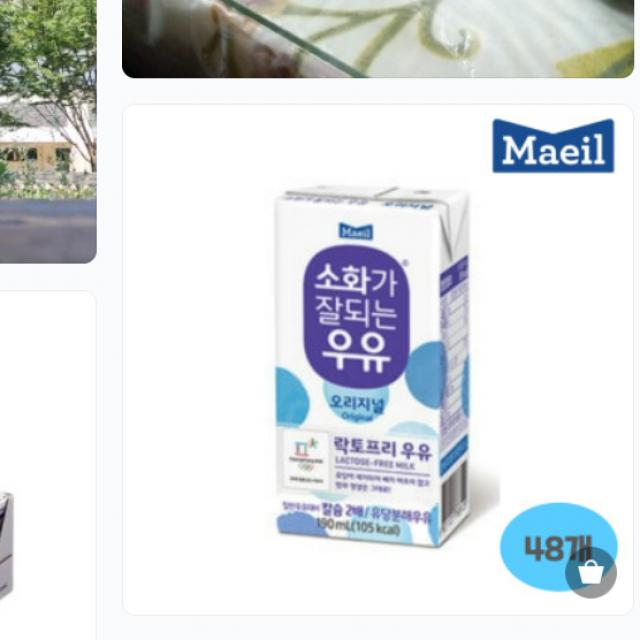 Maeil
Maeil
소화가
잘되는
우유
오리지널
Original
락토프리 우유
LACTOSE-FREE MILK
칼슘 2배 / 유당분해우유
190mL(105 kcal)
48개